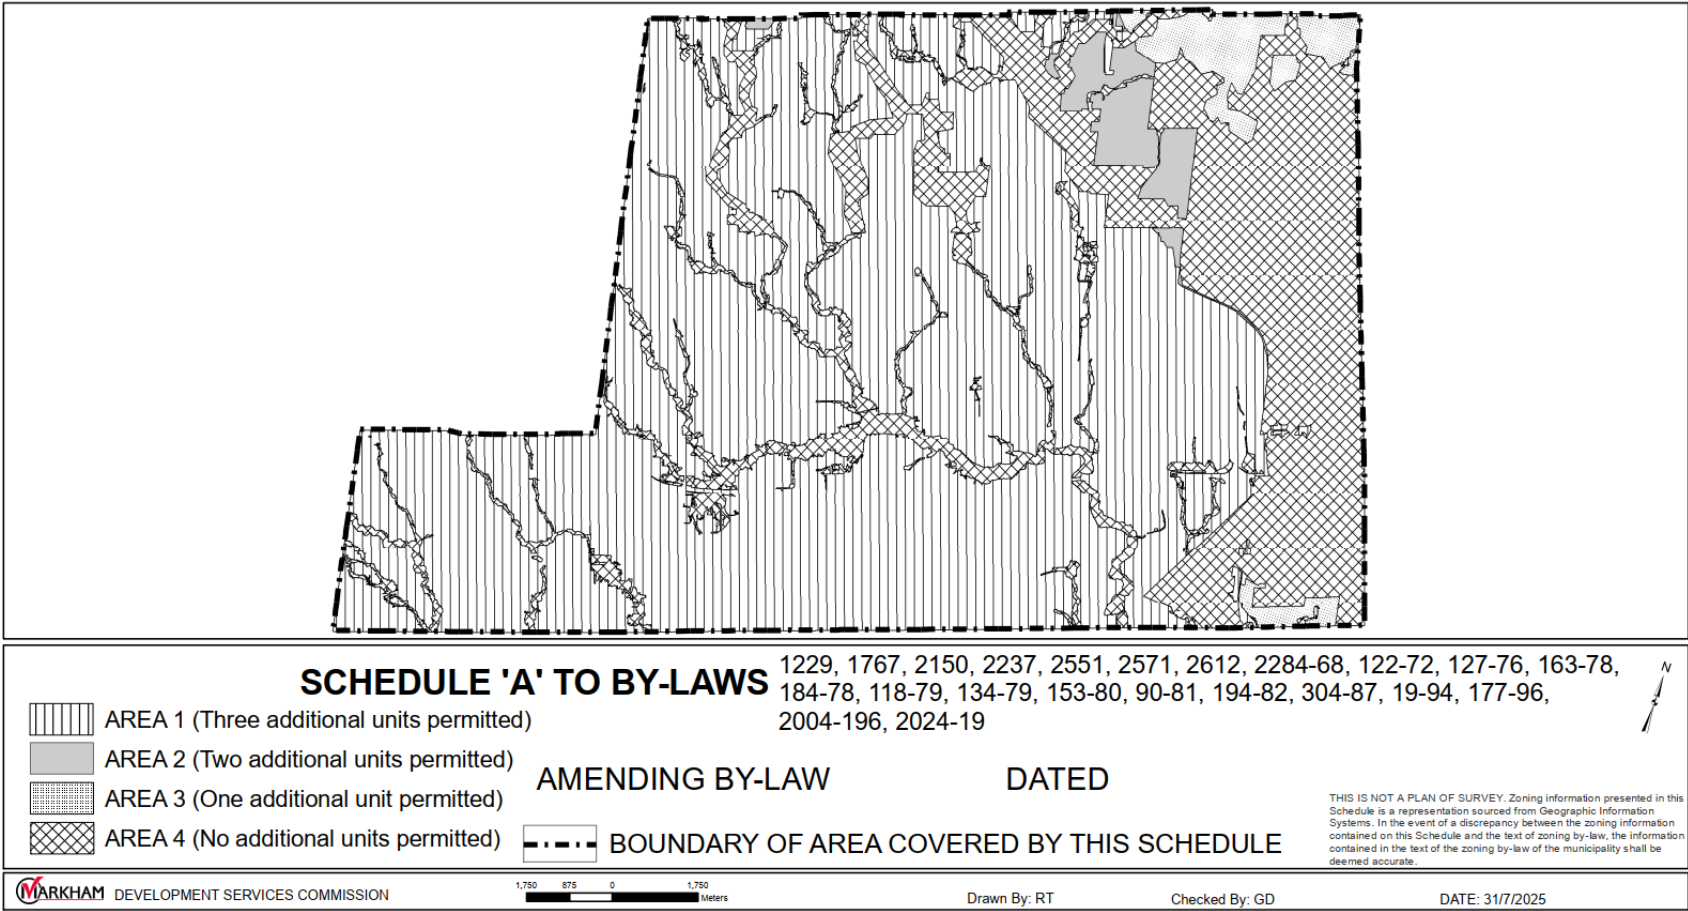 SCHEDULE 'A' TO BY-LAWS
1229, 1767, 2150, 2237, 2551, 2571, 2612, 2284-68, 122-72, 127-76, 163-78,
184-78, 118-79, 134-79, 153-80, 90-81, 194-82, 304-87, 19-94, 177-96,
2004-196, 2024-19
N
AREA 1 (Three additional units permitted)
AREA 2 (Two additional units permitted)
AREA 3 (One additional unit permitted)
AREA 4 (No additional units permitted)
AMENDING BY-LAW
DATED
BOUNDARY OF AREA COVERED BY THIS SCHEDULE
THIS IS NOT A PLAN OF SURVEY. Zoning information presented in this
Schedule is a representation sourced from Geographic Information
Systems. In the event of a discrepancy between the zoning information
contained on this Schedule and the text of zoning by-law, the information
contained in the text of the zoning by-law of the municipality shall be
deemed accurate.
MARKHAM
DEVELOPMENT SERVICES COMMISSION
1,750 875 0 1,750
Meters
Drawn By: RT
Checked By: GD
DATE: 31/7/2025